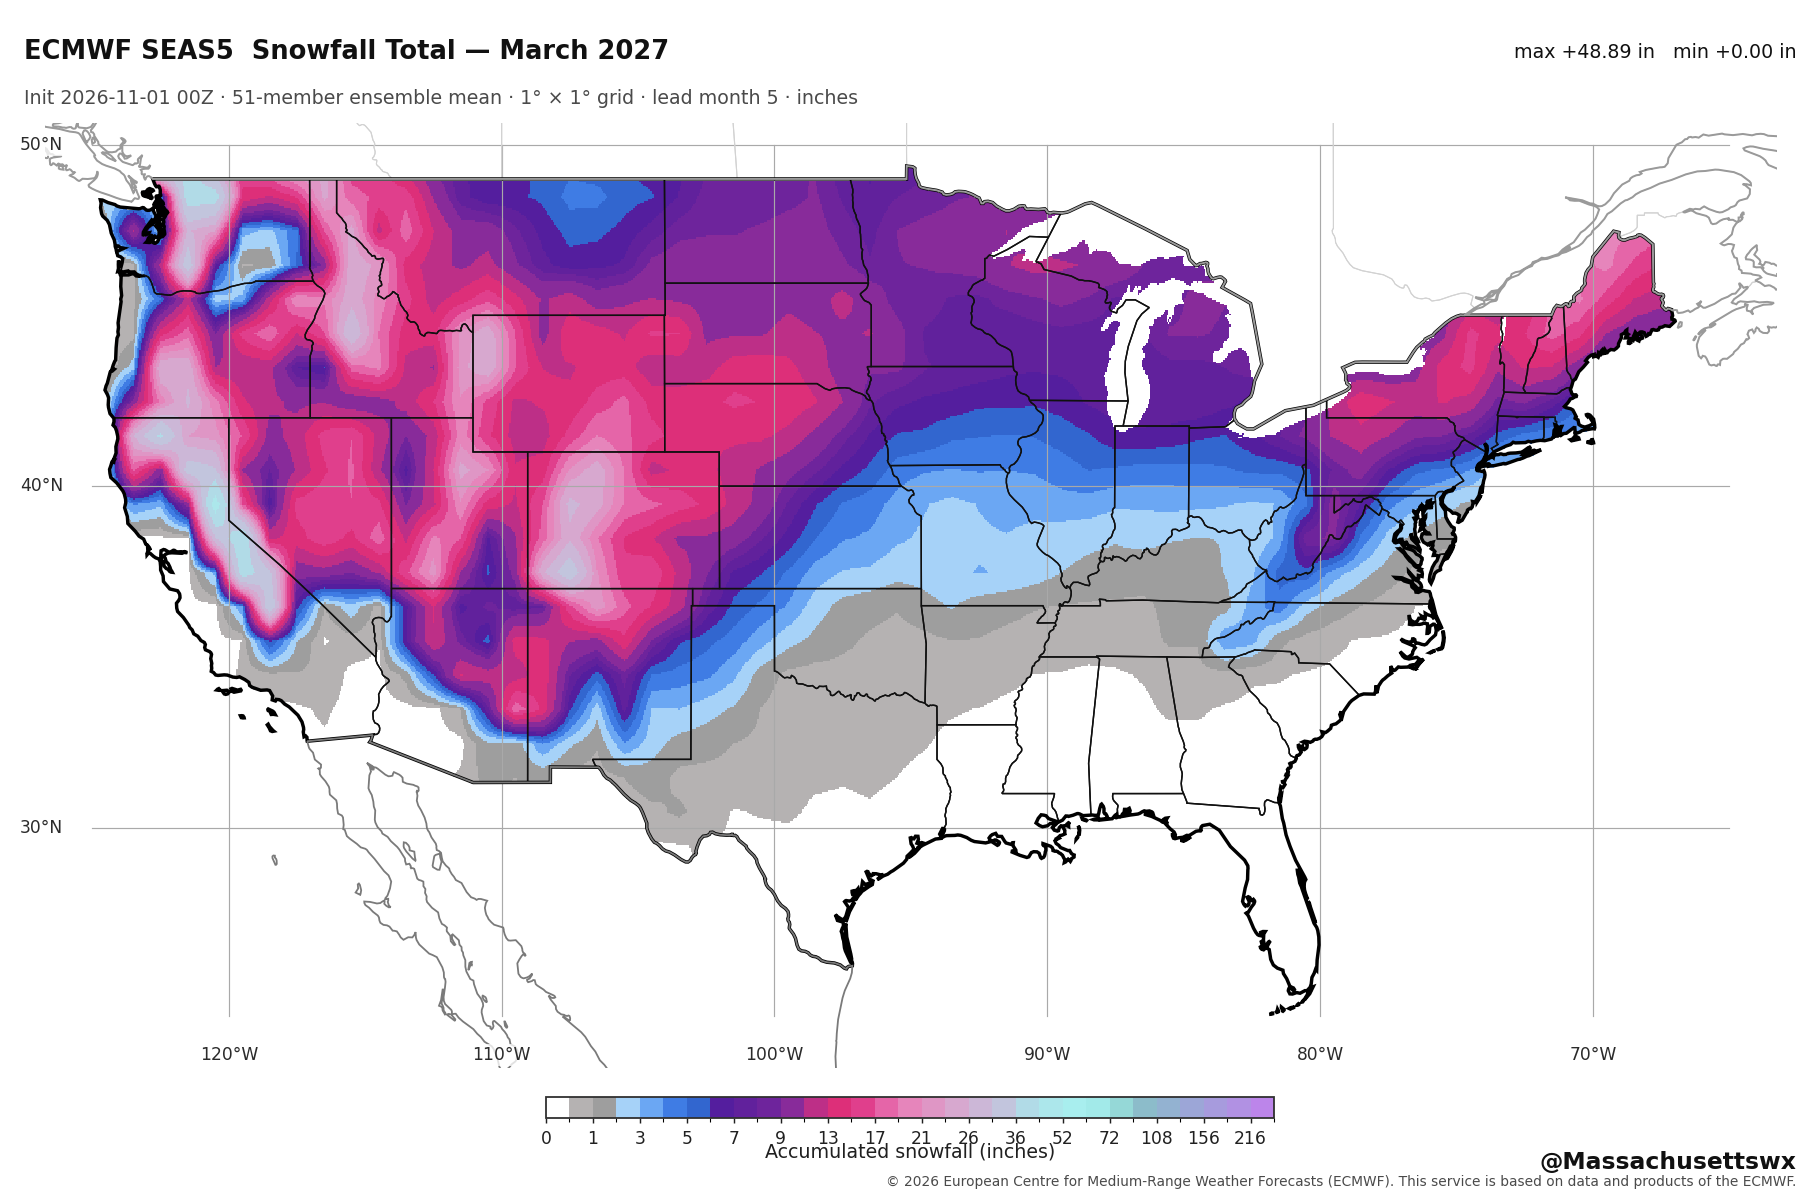 ECMWF SEAS5  Snowfall Total — March 2027
max +48.89 in   min +0.00 in
Init 2026-11-01 00Z · 51-member ensemble mean · 1° × 1° grid · lead month 5 · inches
50°N
40°N
30°N
120°W 110°W 100°W 90°W 80°W 70°W
0 1 3 5 7 9 13 17 21 26 36 52 72 108 156 216
Accumulated snowfall (inches)
@Massachusettswx
© 2026 European Centre for Medium-Range Weather Forecasts (ECMWF). This service is based on data and products of the ECMWF.